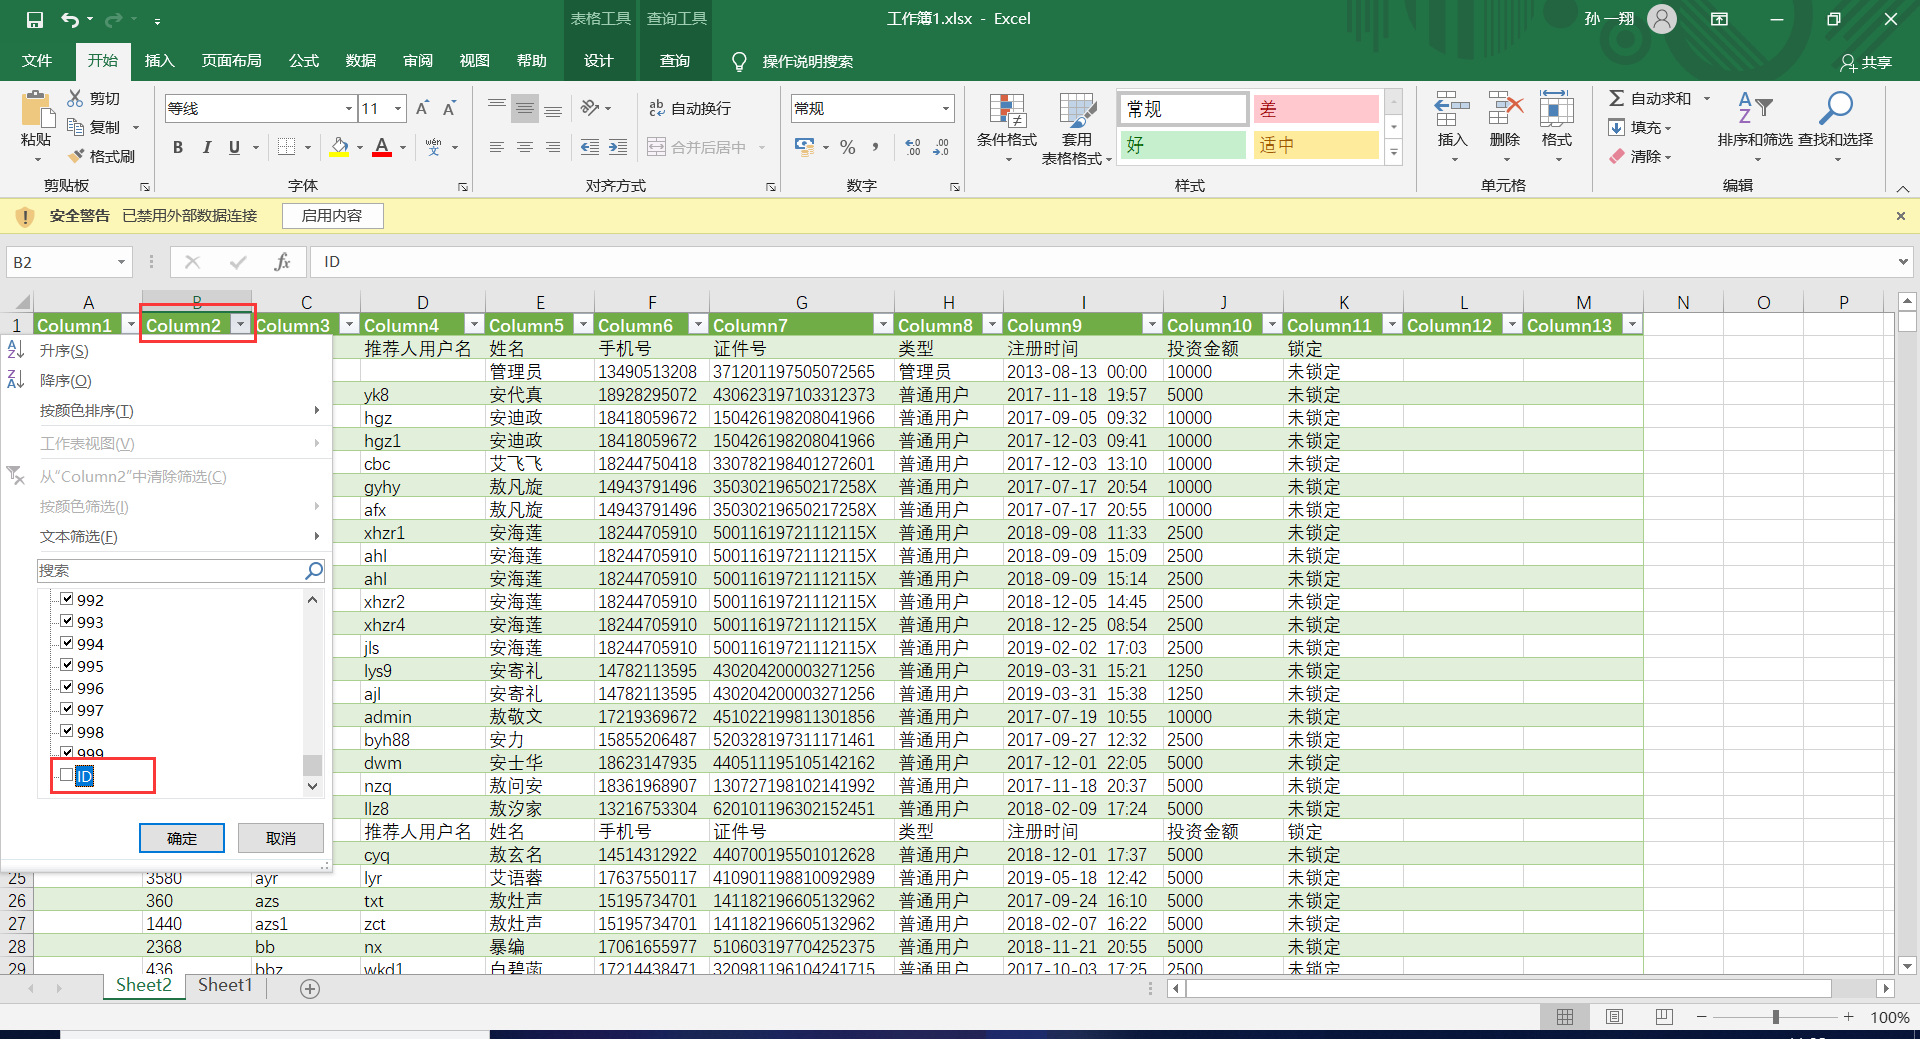 表格工具 查询工具 工作簿1.xlsx - Excel 孙 一翔
文件 开始 插入 页面布局 公式 数据 审阅 视图 帮助 设计 查询 操作说明搜索 共享
粘贴 剪切 复制 格式刷 剪贴板
等线 11 B I U wén 文 字体
ab 自动换行 合并后居中 对齐方式
常规 % 数字
条件格式 套用 表格格式 常规 差 好 适中 样式
插入 删除 格式 单元格
自动求和 填充 清除 排序和筛选 查找和选择 编辑
安全警告 已禁用外部数据连接 启用内容
B2 fx ID
A B C D E F G H I J K L M N O P
1 Column1 Column2 Column3 Column4 Column5 Column6 Column7 Column8 Column9 Column10 Column11 Column12 Column13
升序(S)
降序(O)
按颜色排序(T)
工作表视图(V)
从"Column2"中清除筛选(C)
按颜色筛选(I)
文本筛选(F)
搜索
992
993
994
995
996
997
998
999
ID
确定 取消
推荐人用户名 姓名 手机号 证件号 类型 注册时间 投资金额 锁定
管理员 13490513208 371201197505072565 管理员 2013-08-13 00:00 10000 未锁定
yk8 安代真 18928295072 430623197103312373 普通用户 2017-11-18 19:57 5000 未锁定
hgz 安迪政 18418059672 150426198208041966 普通用户 2017-09-05 09:32 10000 未锁定
hgz1 安迪政 18418059672 150426198208041966 普通用户 2017-12-03 09:41 10000 未锁定
cbc 艾飞飞 18244750418 330782198401272601 普通用户 2017-12-03 13:10 10000 未锁定
gyhy 敖凡旋 14943791496 35030219650217258X 普通用户 2017-07-17 20:54 10000 未锁定
afx 敖凡旋 14943791496 35030219650217258X 普通用户 2017-07-17 20:55 10000 未锁定
xhzr1 安海莲 18244705910 50011619721112115X 普通用户 2018-09-08 11:33 2500 未锁定
ahl 安海莲 18244705910 50011619721112115X 普通用户 2018-09-09 15:09 2500 未锁定
ahl 安海莲 18244705910 50011619721112115X 普通用户 2018-09-09 15:14 2500 未锁定
xhzr2 安海莲 18244705910 50011619721112115X 普通用户 2018-12-05 14:45 2500 未锁定
xhzr4 安海莲 18244705910 50011619721112115X 普通用户 2018-12-25 08:54 2500 未锁定
jls 安海莲 18244705910 50011619721112115X 普通用户 2019-02-02 17:03 2500 未锁定
lys9 安寄礼 14782113595 430204200003271256 普通用户 2019-03-31 15:21 1250 未锁定
ajl 安寄礼 14782113595 430204200003271256 普通用户 2019-03-31 15:38 1250 未锁定
admin 敖敬文 17219369672 451022199811301856 普通用户 2017-07-19 10:55 10000 未锁定
byh88 安力 15855206487 520328197311171461 普通用户 2017-09-27 12:32 2500 未锁定
dwm 安士华 18623147935 440511195105142162 普通用户 2017-12-01 22:05 5000 未锁定
nzq 敖问安 18361968907 130727198102141992 普通用户 2017-11-18 20:37 5000 未锁定
llz8 敖汐家 13216753304 620101196302152451 普通用户 2018-02-09 17:24 5000 未锁定
推荐人用户名 姓名 手机号 证件号 类型 注册时间 投资金额 锁定
cyq 敖玄名 14514312922 440700195501012628 普通用户 2018-12-01 17:37 5000 未锁定
25 3580 ayr lyr 艾语蓉 17637550117 410901198810092989 普通用户 2019-05-18 12:42 5000 未锁定
26 360 azs txt 敖灶声 15195734701 141182196605132962 普通用户 2017-09-24 16:10 5000 未锁定
27 1440 azs1 zct 敖灶声 15195734701 141182196605132962 普通用户 2018-02-07 16:22 5000 未锁定
28 2368 bb nx 暴编 17061655977 510603197704252375 普通用户 2018-11-21 20:55 5000 未锁定
29 436 bbz wkd1 白碧菡 17214438471 320981196104241715 普通用户 2017-10-03 17:25 2500 未锁定
Sheet2 Sheet1
100%